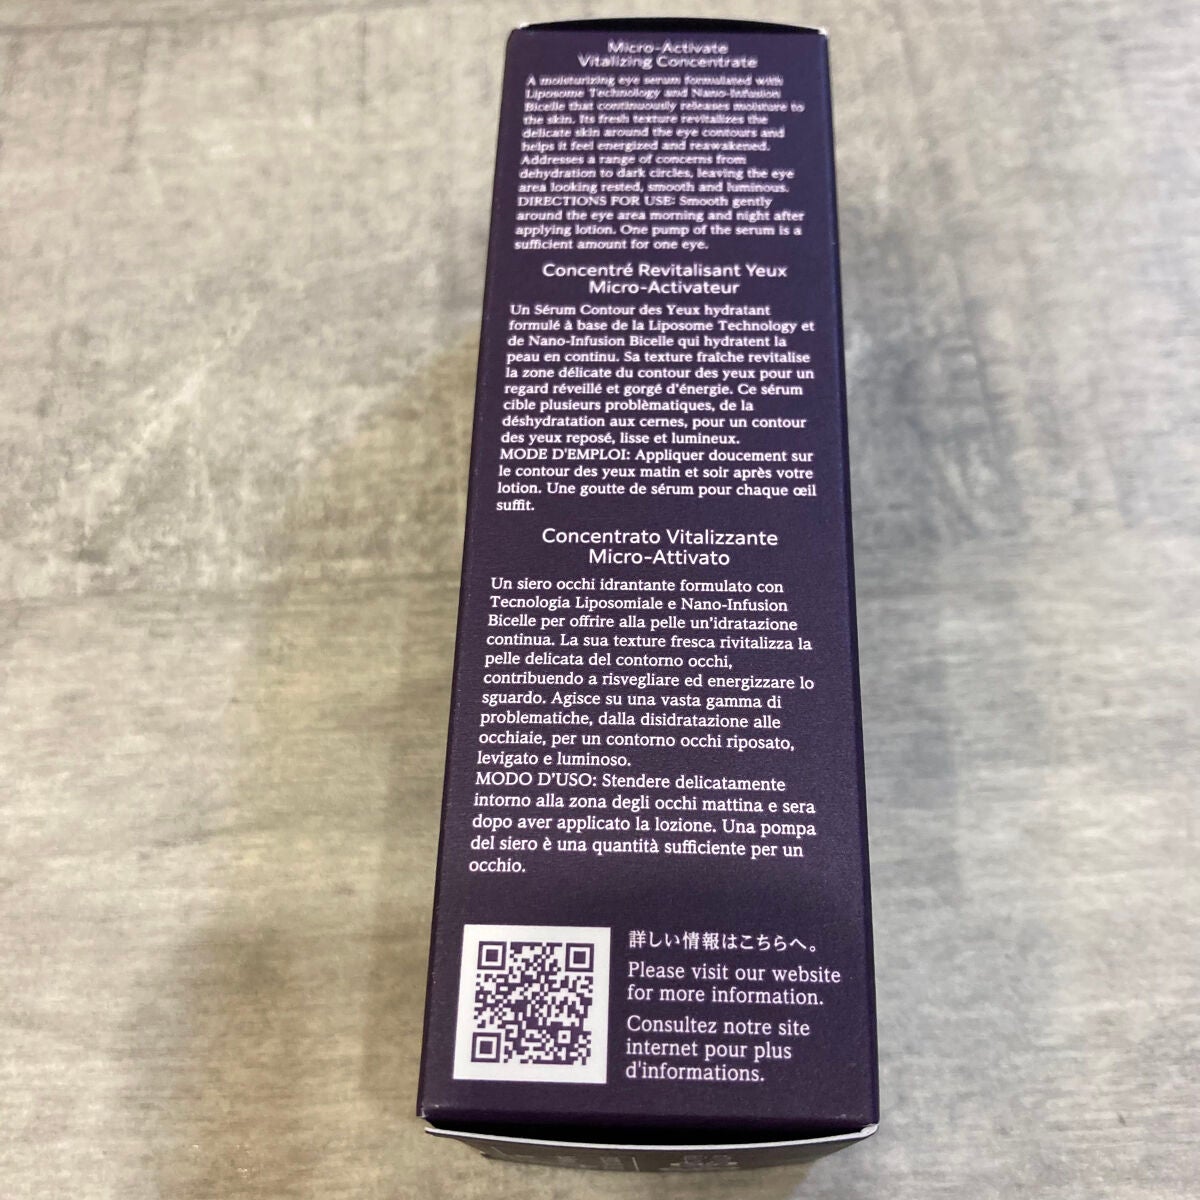 Micro-Activate
Vitalizing Concentrate
A moisturizing eye serum formulated with
Liposome Technology and Nano-Infusion
Bicelle that continuously releases moisture to
the skin. Its fresh texture revitalizes the
delicate skin around the eye contours and
helps it feel energized and reawakened.
Addresses a range of concerns from
dehydration to dark circles, leaving the eye
area looking rested, smooth and luminous.
DIRECTIONS FOR USE: Smooth gently
around the eye area morning and night after
applying lotion. One pump of the serum is a
sufficient amount for one eye.
Concentré Revitalisant Yeux
Micro-Activateur
Un Sérum Contour des Yeux hydratant
formulé à base de la Liposome Technology et
de Nano-Infusion Bicelle qui hydratent la
peau en continu. Sa texture fraîche revitalise
la zone délicate du contour des yeux pour un
regard réveillé et gorgé d'énergie. Ce sérum
cible plusieurs problèmatiques, de la
déshydratation aux cernes, pour un contour
des yeux reposé, lisse et lumineux.
MODE D'EMPLOI: Appliquer doucement sur
le contour des yeux matin et soir après votre
lotion. Une goutte de sérum pour chaque œil
suffit.
Concentrato Vitalizzante
Micro-Attivato
Un siero occhi idrantante formulato con
Tecnologia Liposomiale e Nano-Infusion
Bicelle per offrire alla pelle un'idratazione
continua. La sua texture fresca rivitalizza la
pelle delicata del contorno occhi,
contribuendo a risvegliare ed energizzare lo
sguardo. Agisce su una vasta gamma di
problematiche, dalla disidratazione alle
occhiaie, per un contorno occhi riposato,
levigato e luminoso.
MODO D'USO: Stendere delicatamente
intorno alla zona degli occhi mattina e sera
dopo aver applicato la lozione. Una pompa
del siero è una quantità sufficiente per un
occhio.
詳しい情報はこちらへ。
Please visit our website
for more information.
Consultez notre site
internet pour plus
d'informations.